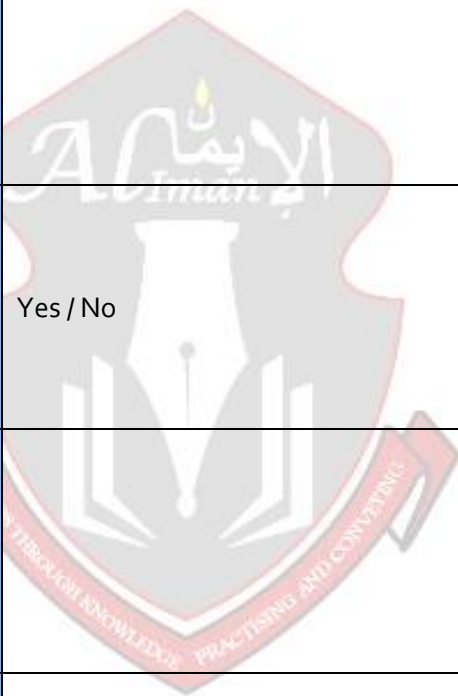 Al Iman الإيمان
Yes / No
THROUGH KNOWLEDGE PRACTISING AND CONVEYING